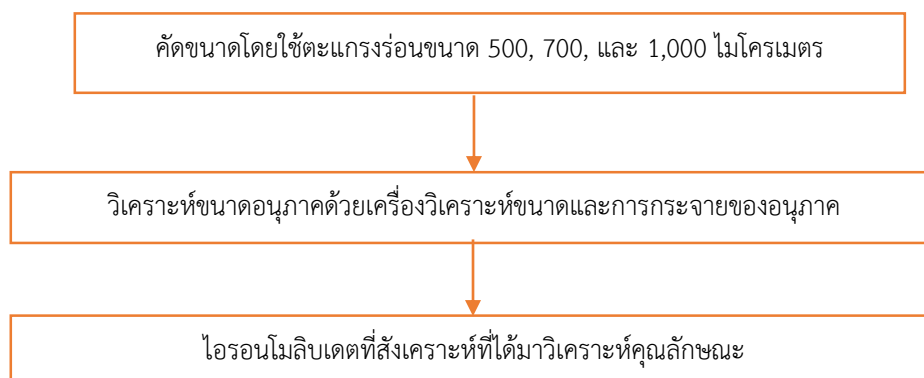 คัดขนาดโดยใช้ตะแกรงร่อนขนาด 500, 700, และ 1,000 ไมโครเมตร
วิเคราะห์ขนาดอนุภาคด้วยเครื่องวิเคราะห์ขนาดและการกระจายของอนุภาค
ไอรอนโมลิบเดตที่สังเคราะห์ที่ได้มาวิเคราะห์คุณลักษณะ